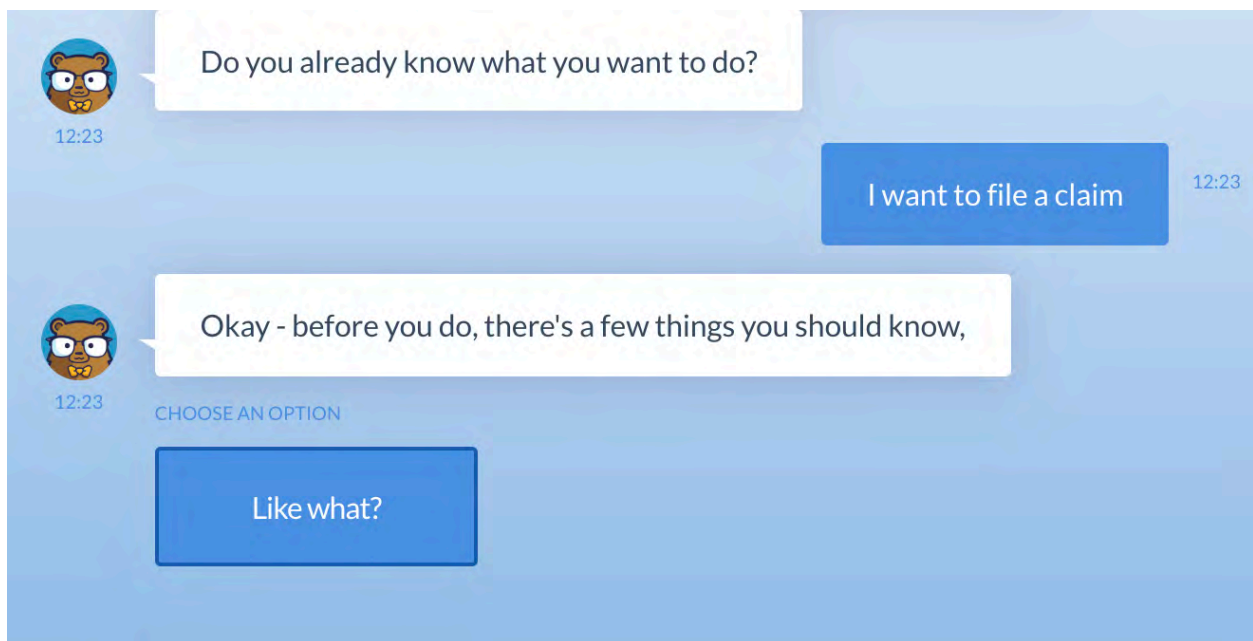 Do you already know what you want to do?
12:23
I want to file a claim
12:23
Okay - before you do, there's a few things you should know,
12:23
CHOOSE AN OPTION
Like what?